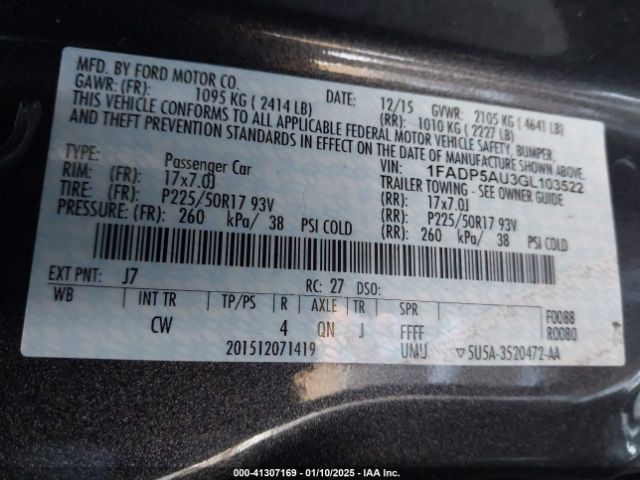 MFD. BY FORD MOTOR CO.
DATE: 12/15 GVWR: 2105 KG ( 4641 LB)
GAWR: (FR): 1095 KG ( 2414 LB) (RR): 1010 KG ( 2227 LB)
THIS VEHICLE CONFORMS TO ALL APPLICABLE FEDERAL MOTOR VEHICLE SAFETY, BUMPER,
AND THEFT PREVENTION STANDARDS IN EFFECT ON THE DATE OF MANUFACTURE SHOWN ABOVE.
VIN: 1FADP5AU3GL103522
TYPE: Passenger Car TRAILER TOWING - SEE OWNER GUIDE
RIM: (FR): 17x7.0J (RR): 17x7.0J
TIRE: (FR): P225/50R17 93V (RR): P225/50R17 93V
PRESSURE: (FR): 260 kPa/ 38 PSI COLD (RR): 260 kPa/ 38 PSI COLD
EXT PNT: J7 RC: 27 DSO:
WB INT TR TP/PS R AXLE TR SPR F0088
CW 4 QN J FFFF R0080
201512071419 UMU ▽5U5A-3520472-AA
000-41307169 - 01/10/2025 - IAA Inc.